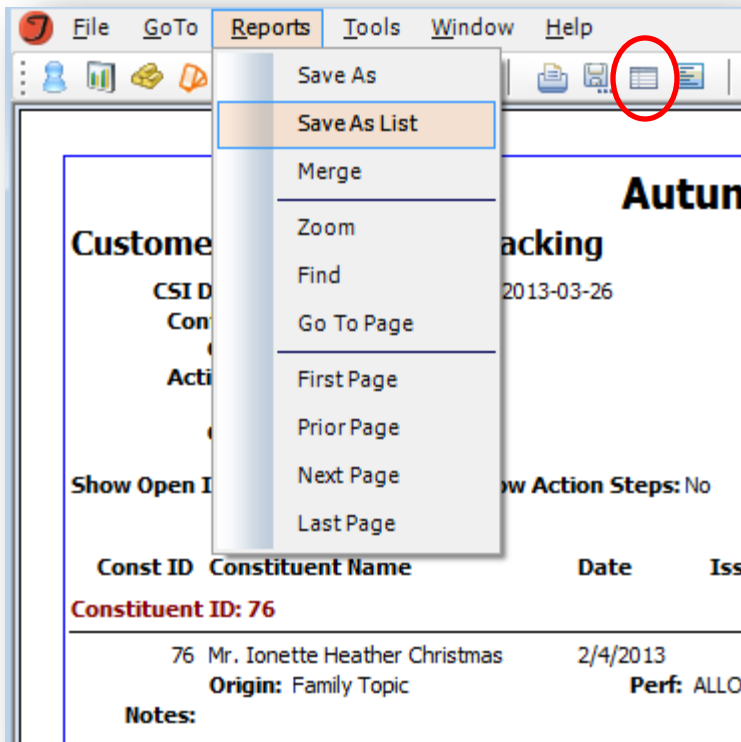 File GoTo Reports Tools Window Help
Save As
Save As List
Merge
Zoom
Find
Go To Page
First Page
Prior Page
Next Page
Last Page
Autum
Custome acking
CSI D 2013-03-26
Con
Acti
Show Open I ow Action Steps: No
Const ID Constituent Name Date Iss
Constituent ID: 76
76 Mr. Ionette Heather Christmas 2/4/2013
Origin: Family Topic Perf: ALLO
Notes: